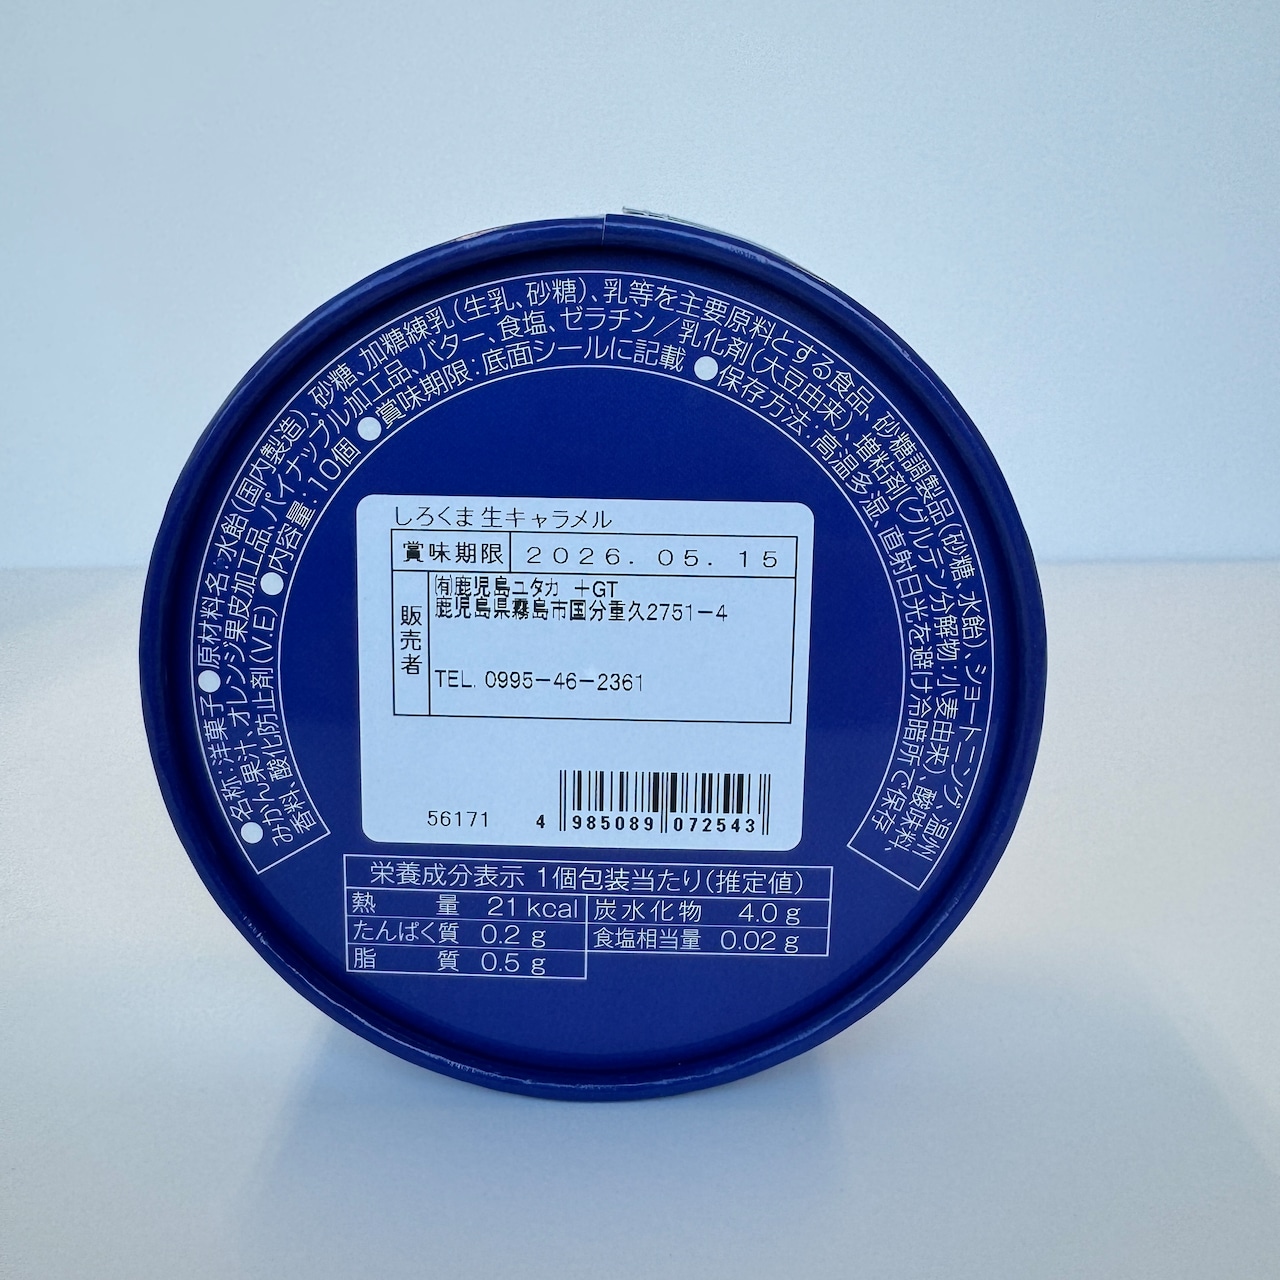 ●名称:洋菓子 ●原材料名:水飴(国内製造)、砂糖、加糖練乳(生乳、砂糖)、乳等を主要原料とする食品、砂糖調製品(砂糖、水飴)、ショートニング、温州
みかん果汁、オレンジ果皮加工品、パイナップル加工品、バター、食塩、ゼラチン/乳化剤(大豆由来)、増粘剤(グルテン分解物:小麦由来)、酸味料、
香料、酸化防止剤(V.E) ●内容量:10個 ●賞味期限:底面シールに記載 ●保存方法:高温多湿、直射日光を避け冷暗所で保存。
しろくま生キャラメル
賞味期限 2026.05.15
販売者
㈲鹿児島ユタカ +GT
鹿児島県霧島市国分重久2751-4
TEL. 0995-46-2361
56171 4 985089 072543
栄養成分表示 1個包装当たり(推定値)
熱量 21 kcal 炭水化物 4.0 g
たんぱく質 0.2 g 食塩相当量 0.02 g
脂質 0.5 g